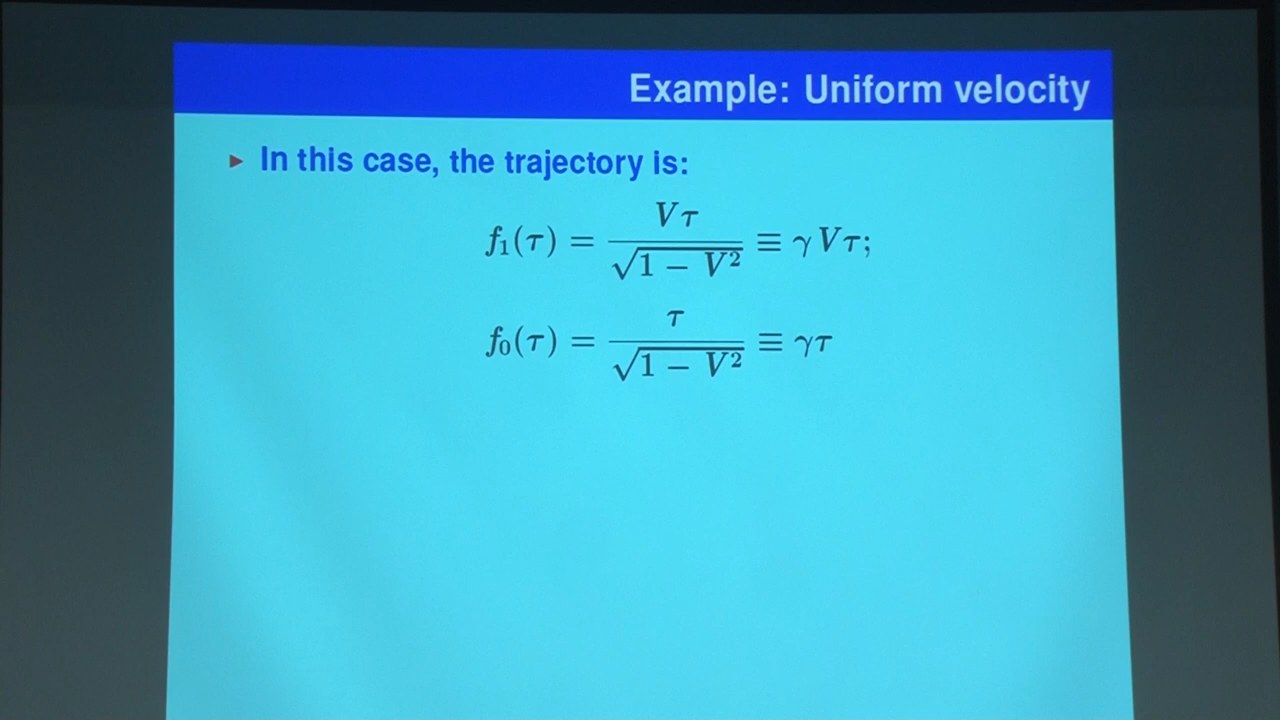 Example: Uniform velocity
▶ In this case, the trajectory is:
f₁(τ) = Vτ / √(1 − V²) ≡ γVτ;
f₀(τ) = τ / √(1 − V²) ≡ γτ